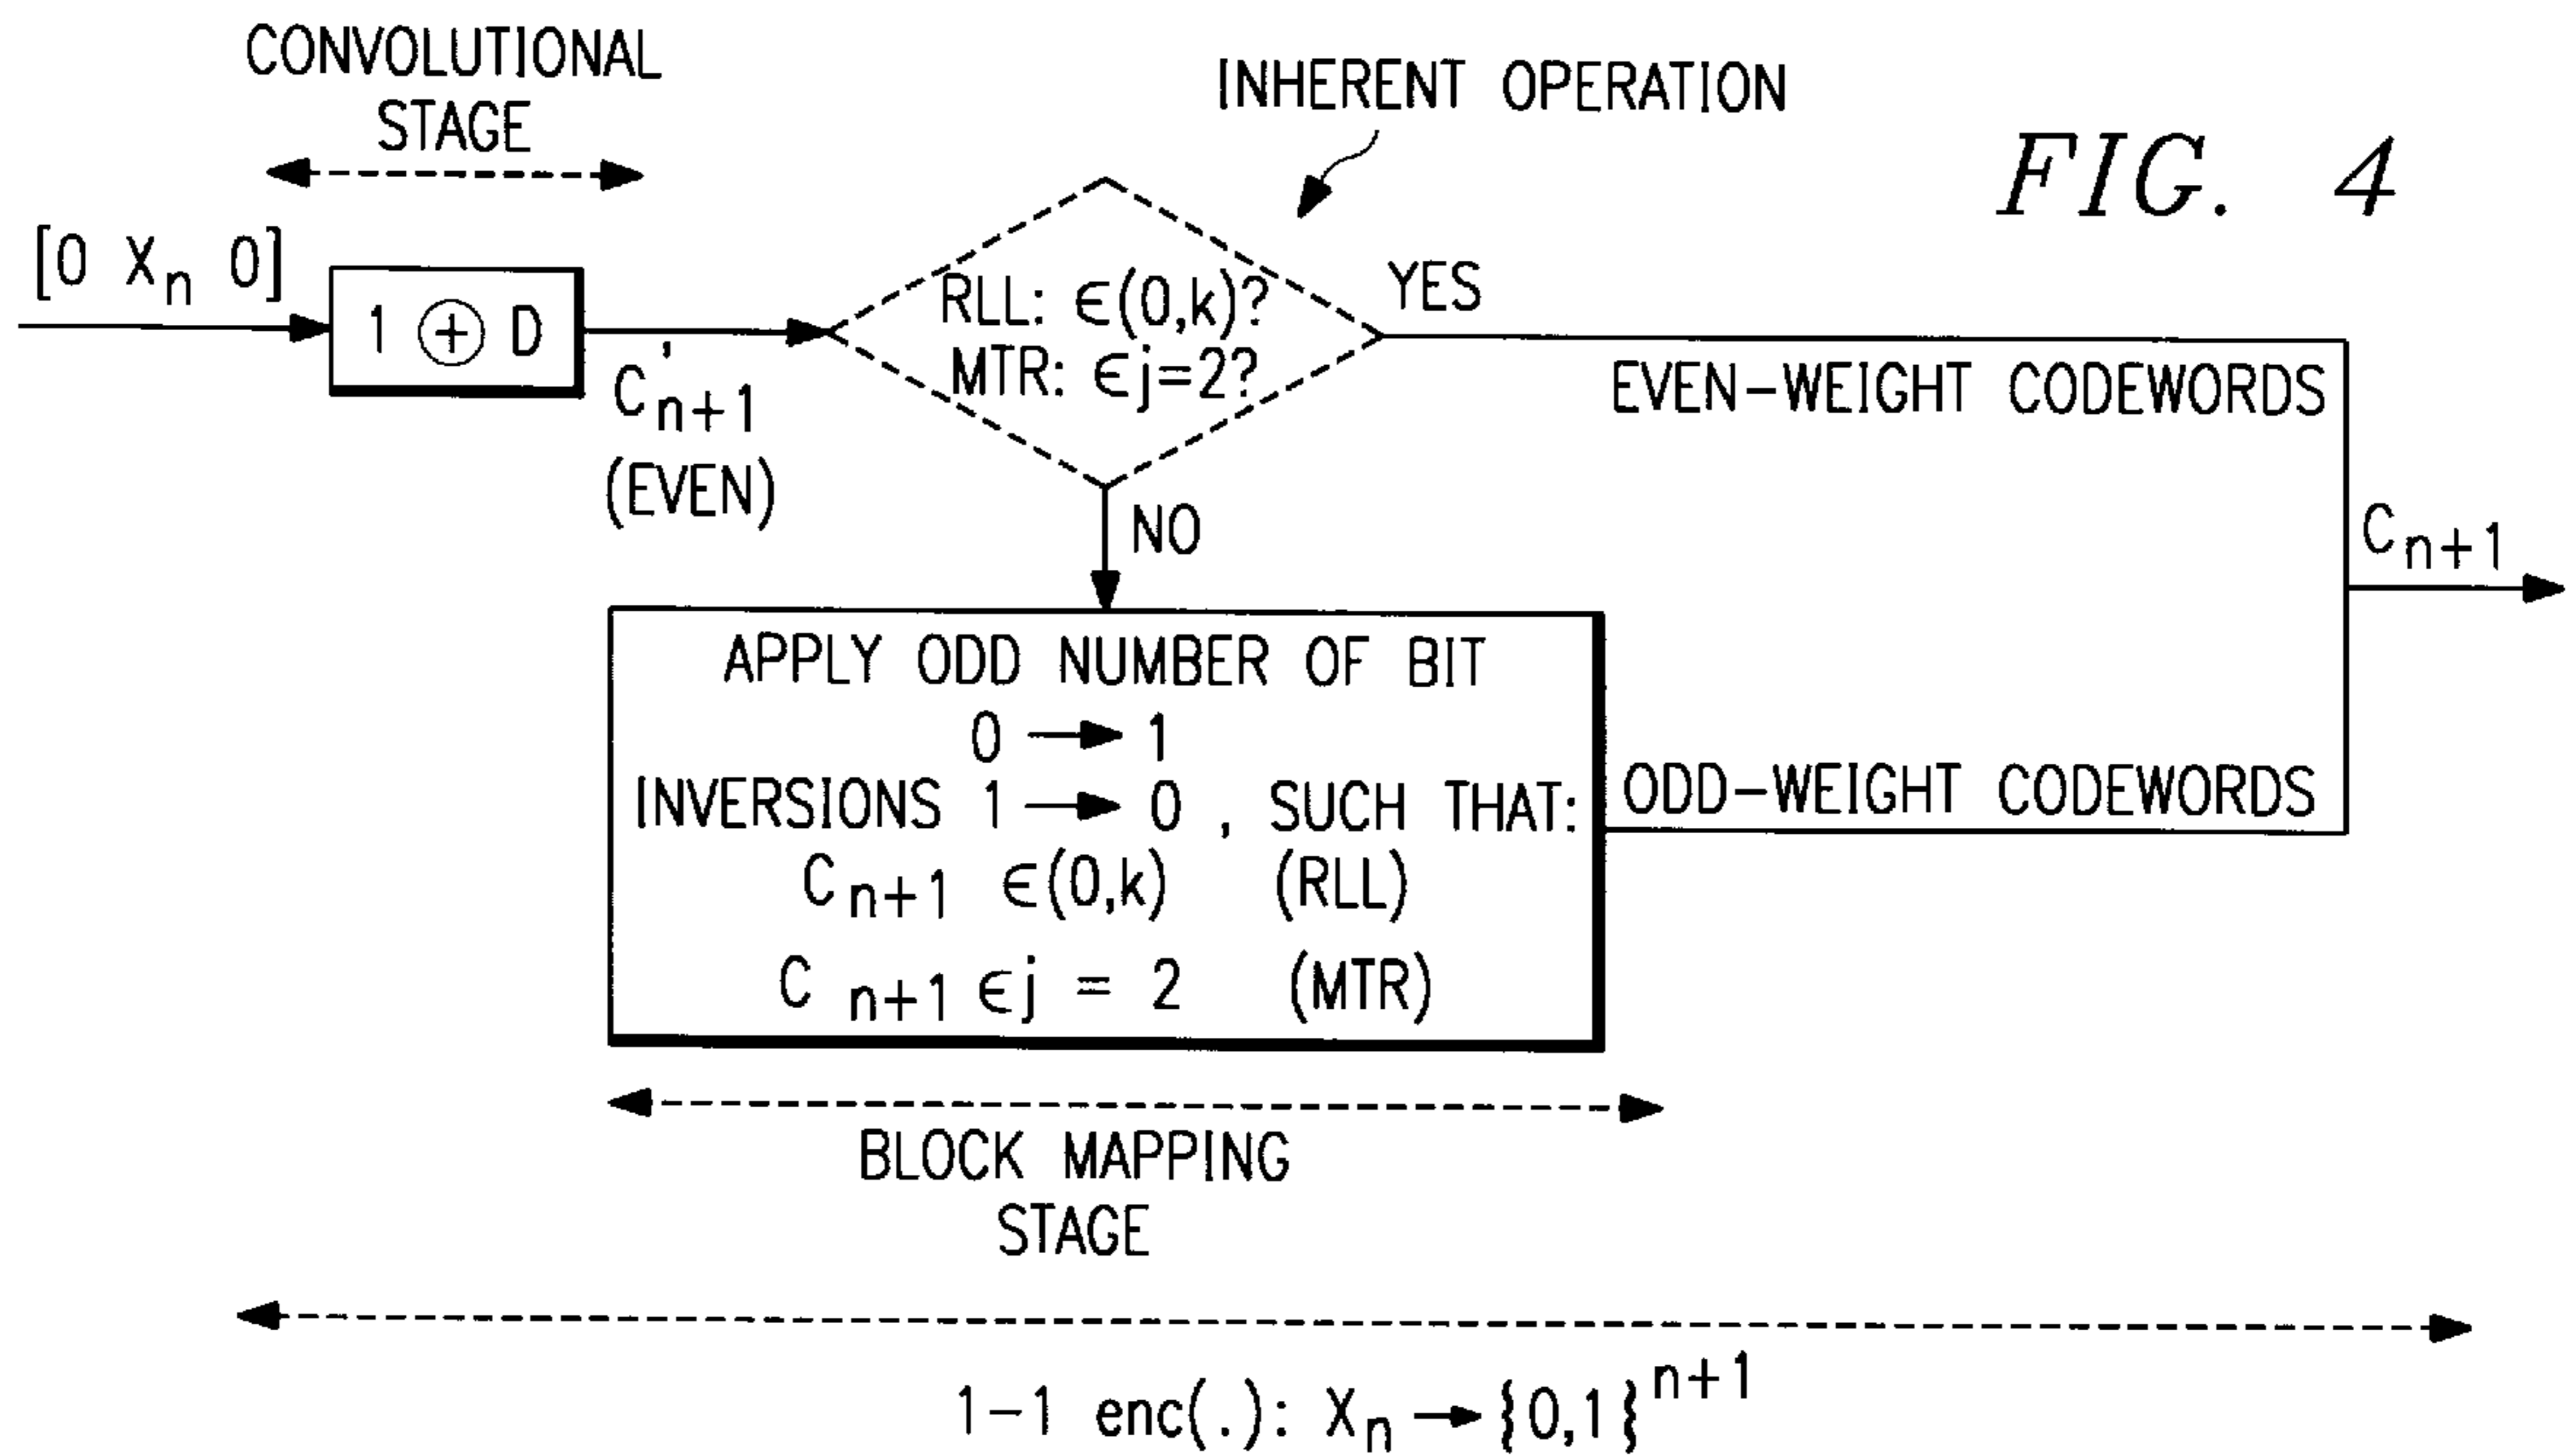 CONVOLUTIONAL
STAGE
INHERENT OPERATION
FIG. 4
[0 Xn 0]
1 ⊕ D
C'n+1
(EVEN)
RLL: ∈(0,k)?
MTR: ∈j=2?
YES
EVEN-WEIGHT CODEWORDS
NO
Cn+1
APPLY ODD NUMBER OF BIT
0 → 1
INVERSIONS 1 → 0 , SUCH THAT:
Cn+1 ∈(0,k) (RLL)
Cn+1 ∈j = 2 (MTR)
ODD-WEIGHT CODEWORDS
BLOCK MAPPING
STAGE
1-1 enc(.): Xn → {0,1}n+1